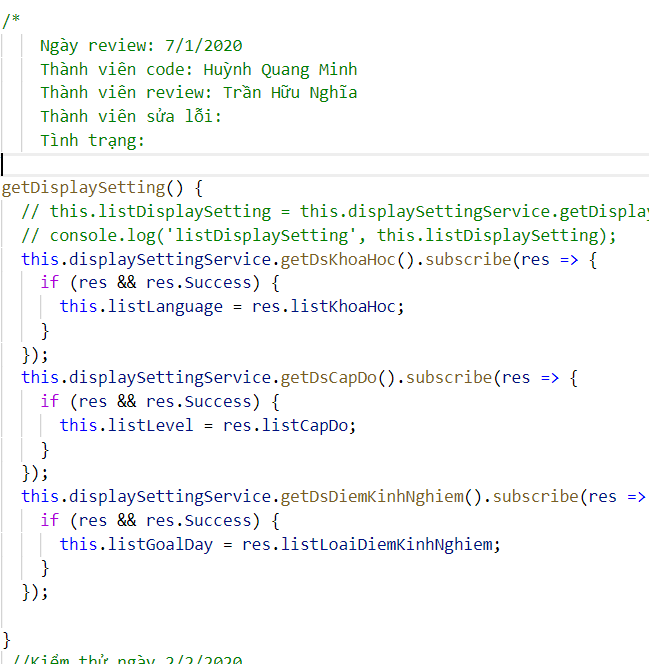 /*
Ngày review: 7/1/2020
Thành viên code: Huỳnh Quang Minh
Thành viên review: Trần Hữu Nghĩa
Thành viên sửa lỗi:
Tình trạng:
getDisplaySetting() {
// this.listDisplaySetting = this.displaySettingService.getDisplay
// console.log('listDisplaySetting', this.listDisplaySetting);
this.displaySettingService.getDsKhoaHoc().subscribe(res => {
if (res && res.Success) {
this.listLanguage = res.listKhoaHoc;
}
});
this.displaySettingService.getDsCapDo().subscribe(res => {
if (res && res.Success) {
this.listLevel = res.listCapDo;
}
});
this.displaySettingService.getDsDiemKinhNghiem().subscribe(res =>
if (res && res.Success) {
this.listGoalDay = res.listLoaiDiemKinhNghiem;
}
});
}
//Kiểm thử ngày 2/2/2020